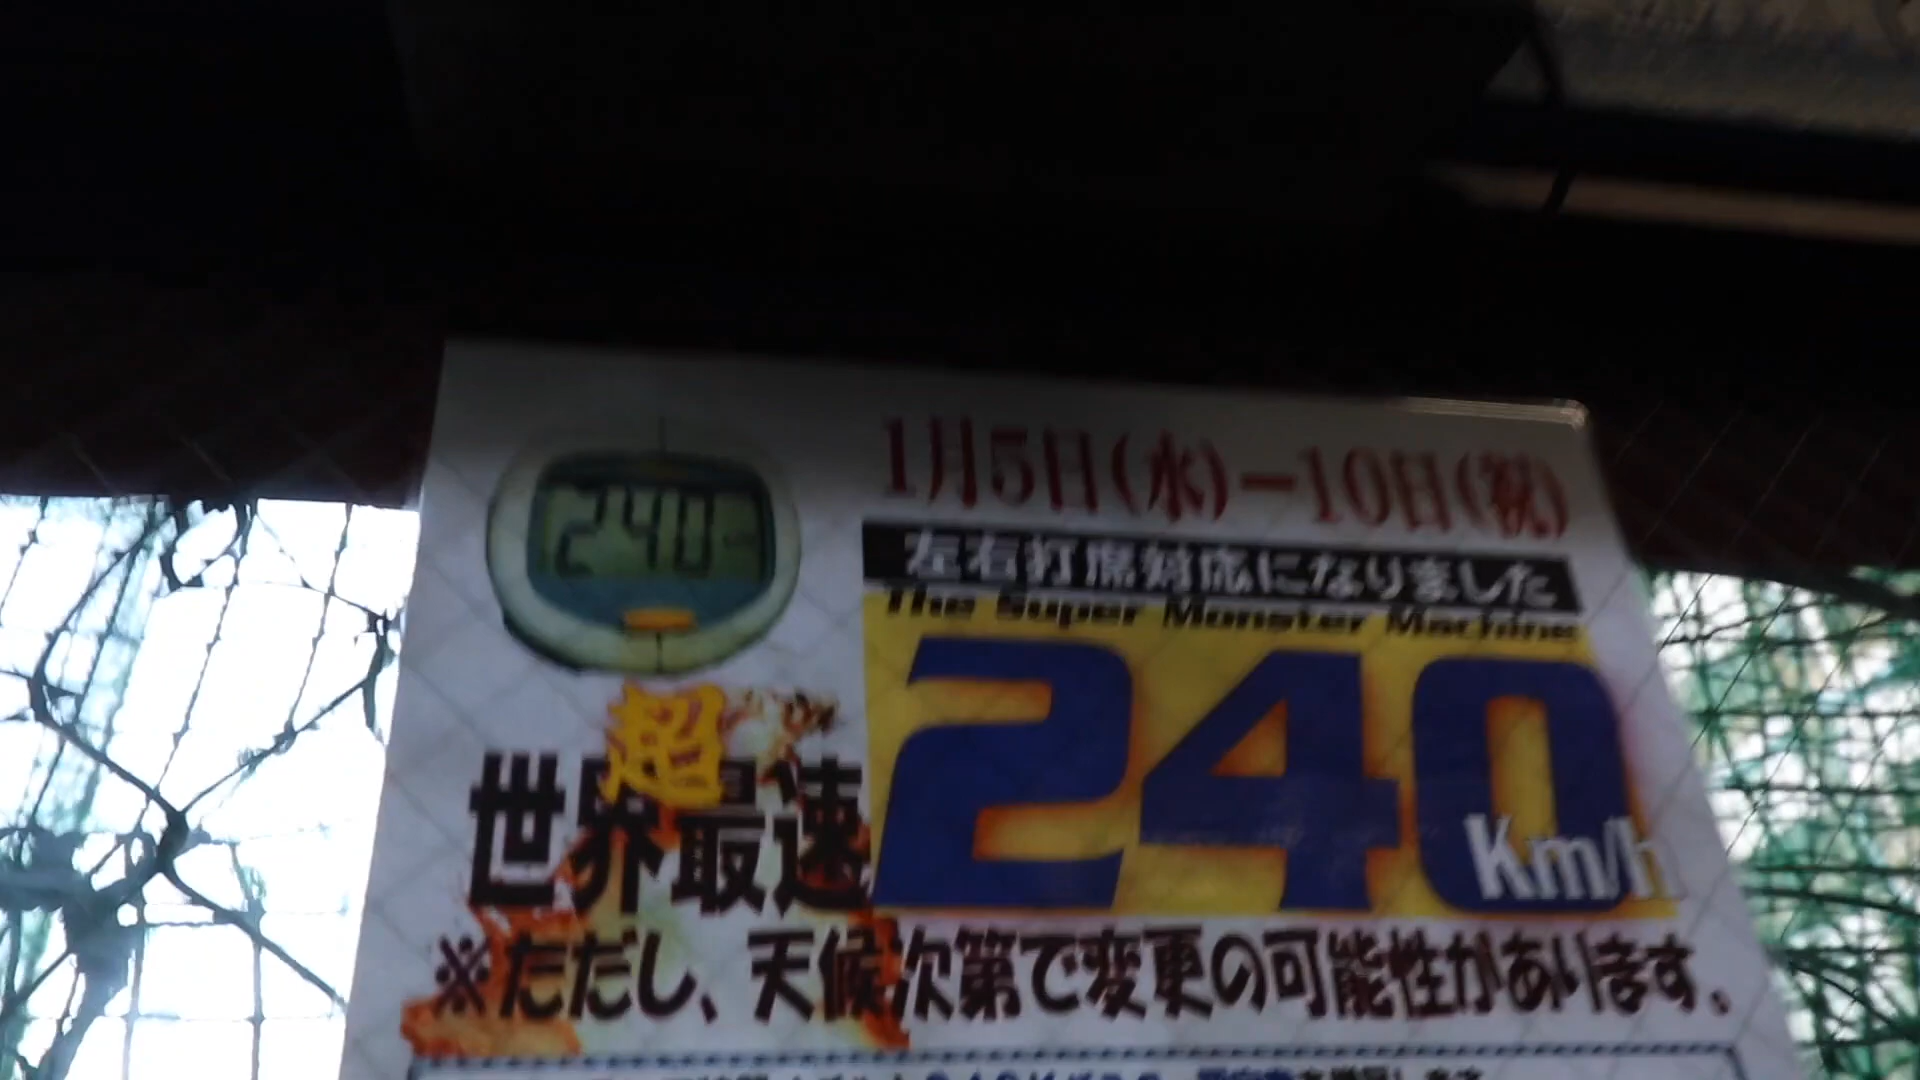 240
1月5日(水)-10日(祝)
左右打席対応になりました
The Super Monster Machine
超
世界最速
240
Km/h
※ただし、天候次第で変更の可能性があります。